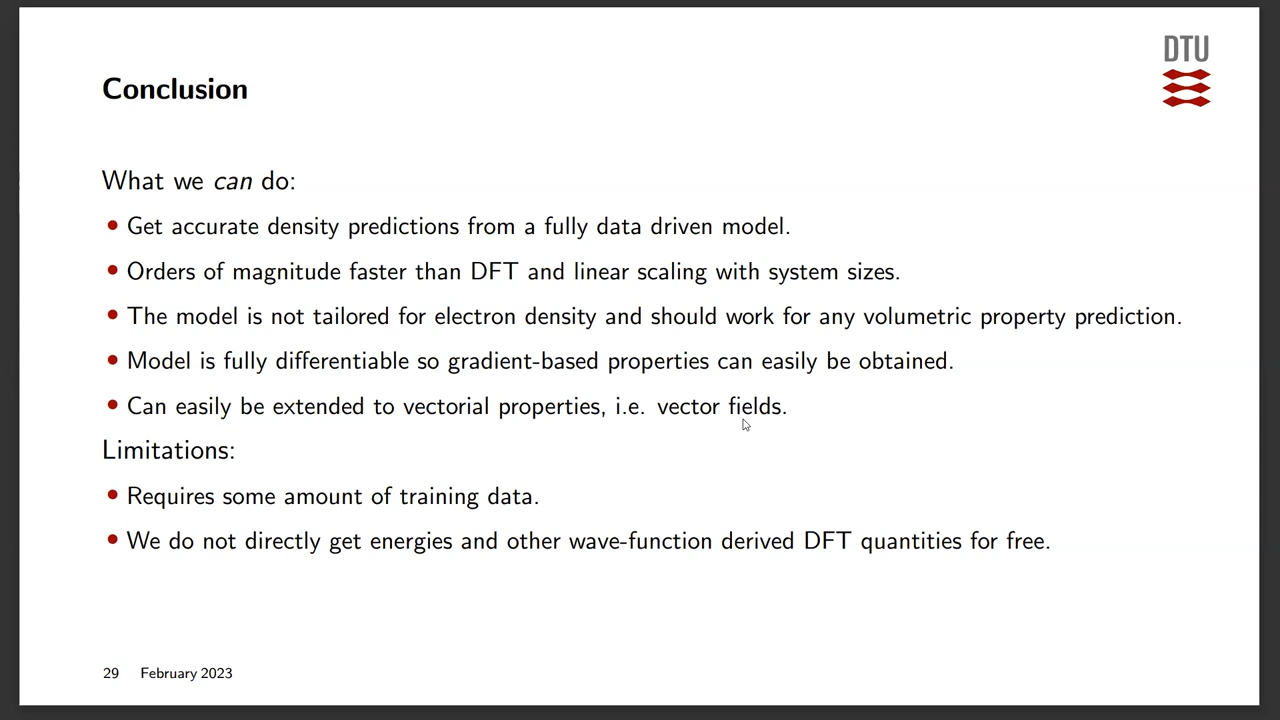 DTU
Conclusion
What we can do:
• Get accurate density predictions from a fully data driven model.
• Orders of magnitude faster than DFT and linear scaling with system sizes.
• The model is not tailored for electron density and should work for any volumetric property prediction.
• Model is fully differentiable so gradient-based properties can easily be obtained.
• Can easily be extended to vectorial properties, i.e. vector fields.
Limitations:
• Requires some amount of training data.
• We do not directly get energies and other wave-function derived DFT quantities for free.
29 February 2023